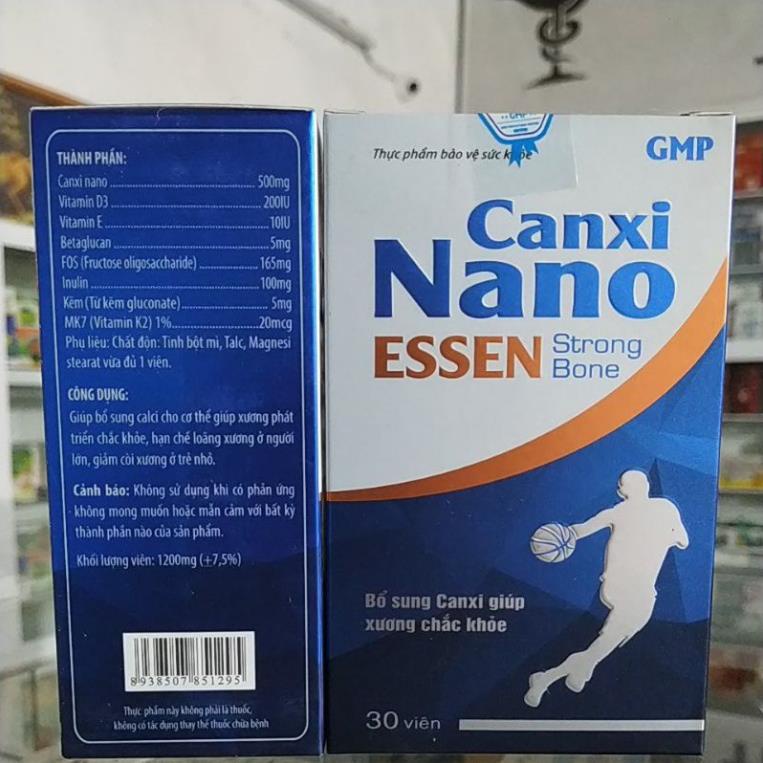 THÀNH PHẦN:
Canxi nano 500mg
Vitamin D3 200IU
Vitamin E 10IU
Betaglucan 5mg
FOS (Fructose oligosaccharide) 165mg
Inulin 100mg
Kẽm (Từ kẽm gluconate) 5mg
MK7 (Vitamin K2) 1% 20mcg
Phụ liệu: Chất độn: Tinh bột mì, Talc, Magnesi
stearat vừa đủ 1 viên.
CÔNG DỤNG:
Giúp bổ sung calci cho cơ thể giúp xương phát
triển chắc khỏe, hạn chế loãng xương ở người
lớn, giảm còi xương ở trẻ nhỏ.
Cảnh báo: Không sử dụng khi có phản ứng
không mong muốn hoặc mẫn cảm với bất kỳ
thành phần nào của sản phẩm.
Khối lượng viên: 1200mg (±7,5%)
8938507851295
Thực phẩm này không phải là thuốc,
không có tác dụng thay thế thuốc chữa bệnh
GMP
Thực phẩm bảo vệ sức khỏe
GMP
Canxi
Nano
ESSEN Strong
Bone
Bổ sung Canxi giúp
xương chắc khỏe
30 viên